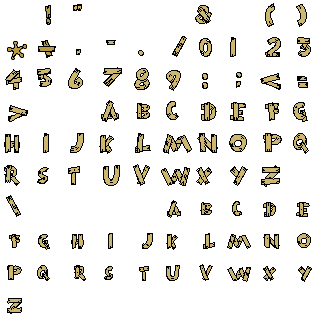 ! " & ( )
* + , - . / 0 1 2 3
4 5 6 7 8 9 : ; < =
> A B C D E F G
H I J K L M N O P Q
R S T U V W X Y Z
\ A B C D E
F G H I J K L M N O
P Q R S T U V W X Y
Z